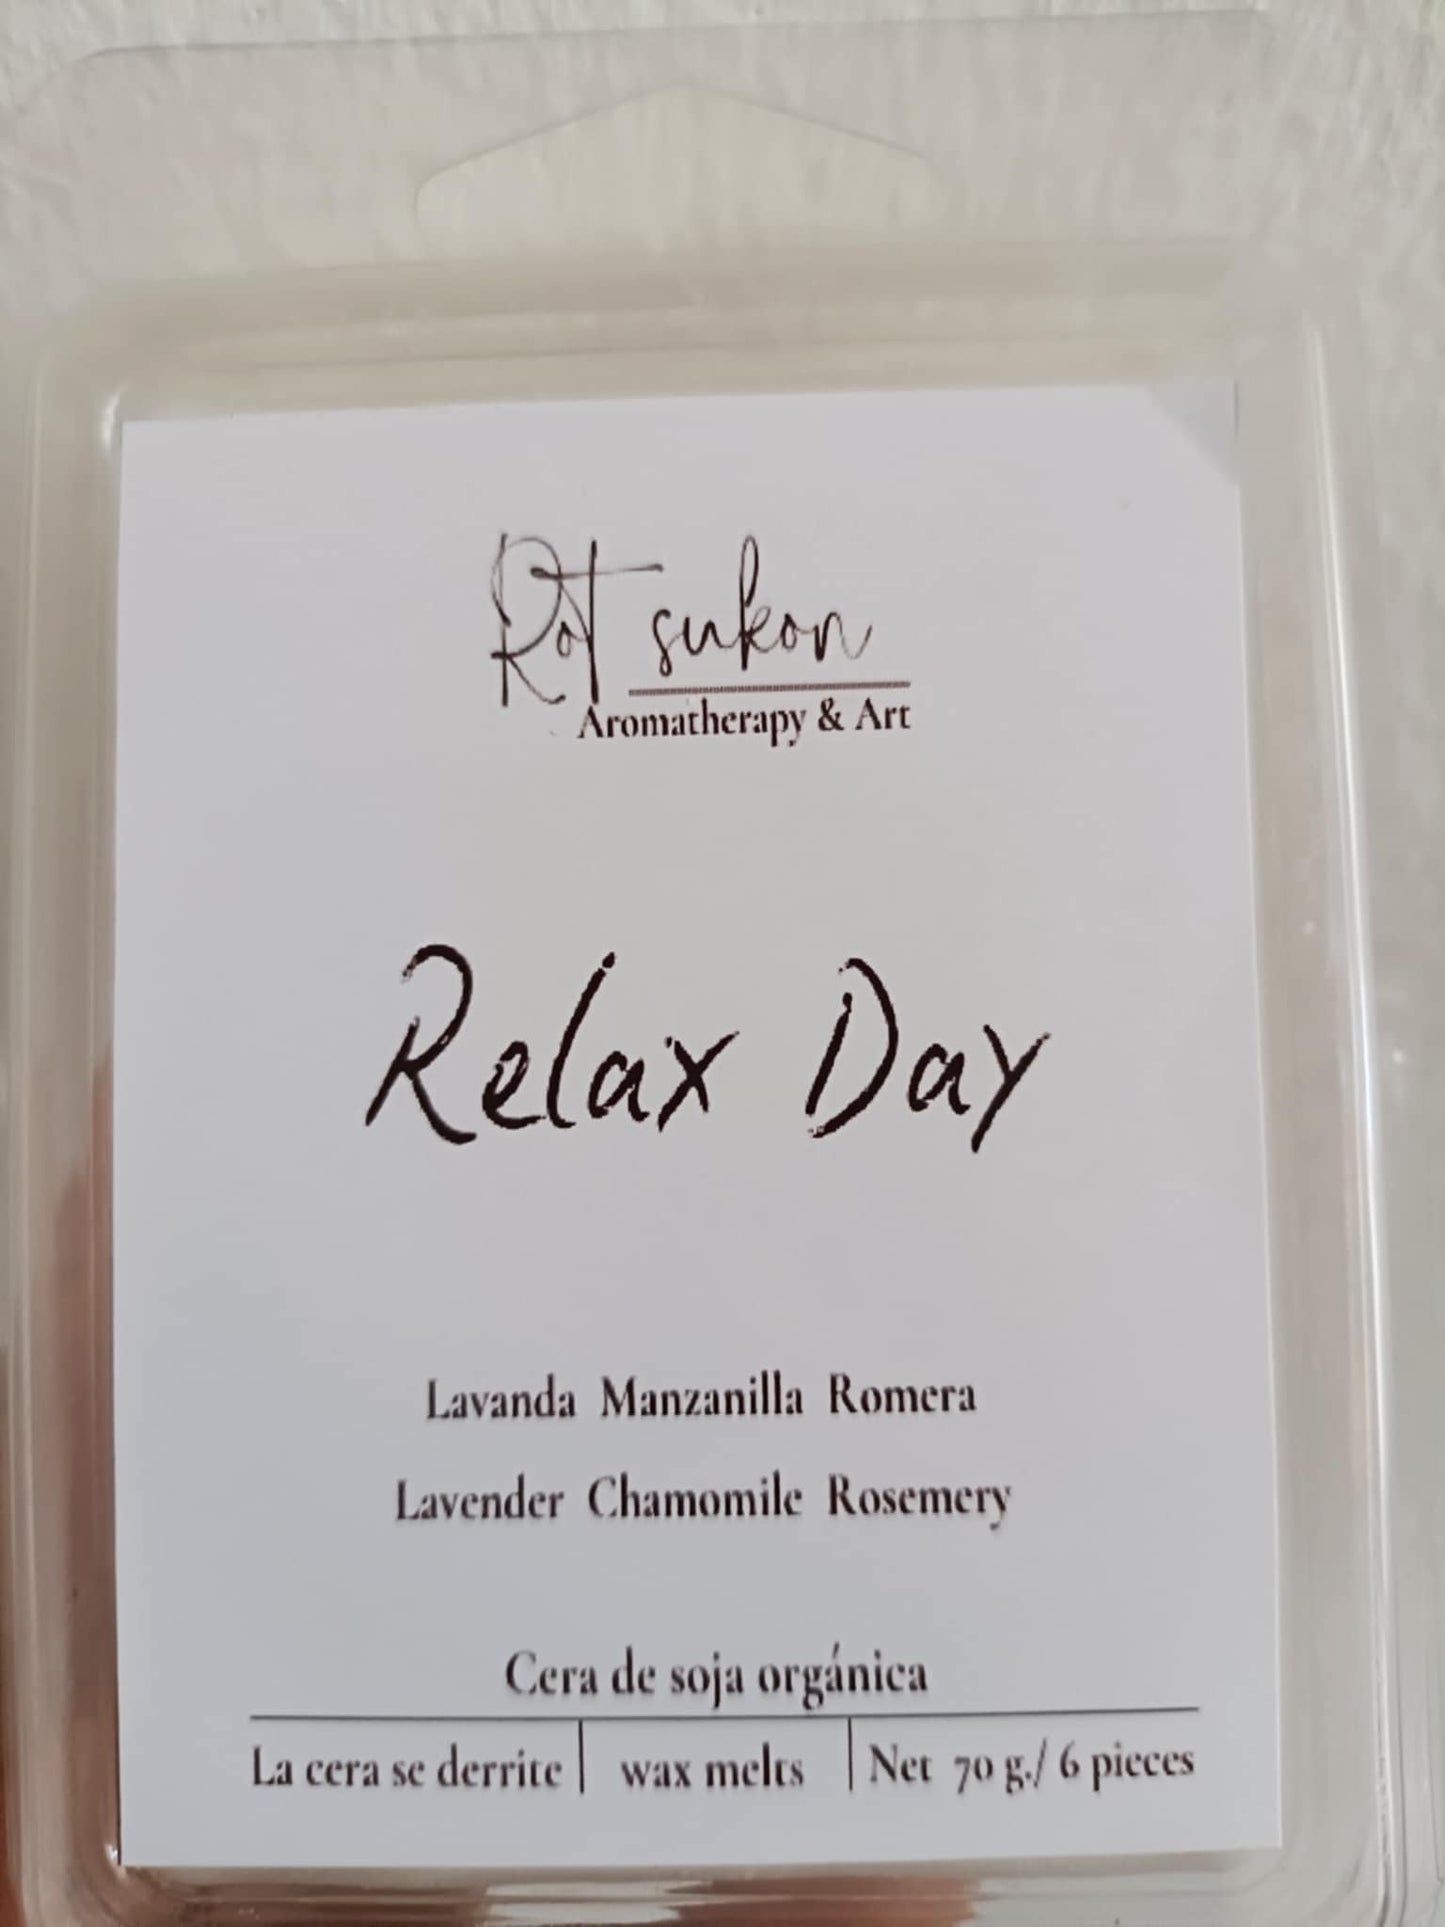 Rot sukon
Aromatherapy & Art
Relax Day
Lavanda Manzanilla Romera
Lavender Chamomile Rosemery
Cera de soja orgánica
La cera se derrite | wax melts | Net 70 g./ 6 pieces